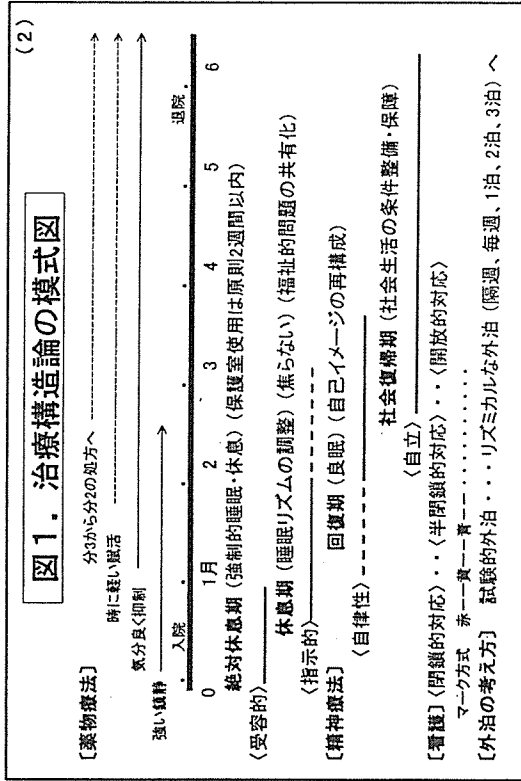 (2)
図1．治療構造論の模式図
[薬物療法]
分3から分2の処方へ
時に軽い賦活
気分良く抑制
強い鎮静
入院 退院
0 1月 2 3 4 5 6
絶対休息期（強制的睡眠・休息）（保護室使用は原則2週間以内）
〈受容的〉
休息期（睡眠リズムの調整）（焦らない）（福祉的問題の共有化）
〈指示的〉
[精神療法] 回復期（良眠）（自己イメージの再構成）
〈自律性〉
社会復帰期（社会生活の条件整備・保障）
〈自立〉
[看護]〈閉鎖的対応〉・・〈半閉鎖的対応〉・・〈開放的対応〉
マーク方式 赤――黄――青――・・・・・・・・・・
[外泊の考え方] 試験的外泊・・・リズミカルな外泊（隔週、毎週、1泊、2泊、3泊）へ